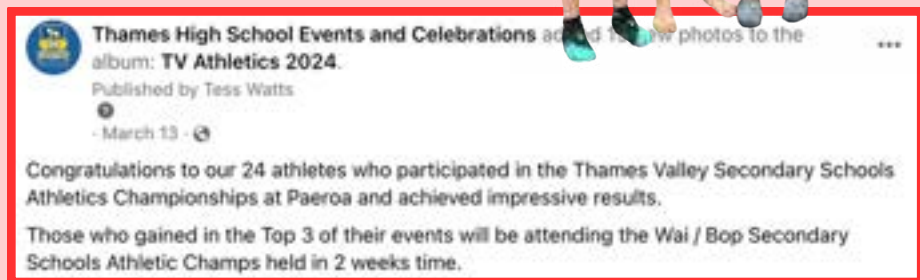 Thames High School Events and Celebrations photos to the
album: TV Athletics 2024.
Published by Tess Watts
· March 13 ·
Congratulations to our 24 athletes who participated in the Thames Valley Secondary Schools
Athletics Championships at Paeroa and achieved impressive results.
Those who gained in the Top 3 of their events will be attending the Wai / Bop Secondary
Schools Athletic Champs held in 2 weeks time.